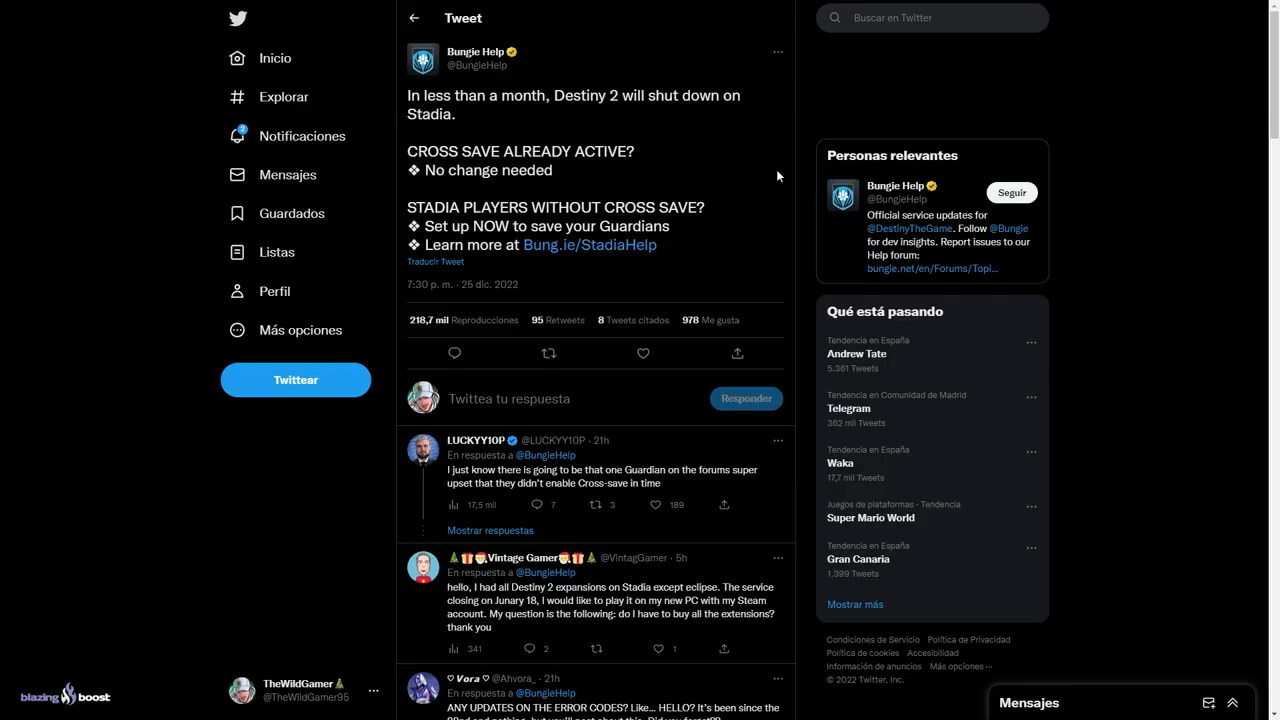 Inicio
Explorar
2
Notificaciones
Mensajes
Guardados
Listas
Perfil
Más opciones
Twittear
TheWildGamer
@TheWildGamer95
blazing boost
Tweet
Bungie Help
@BungieHelp
In less than a month, Destiny 2 will shut down on
Stadia.
CROSS SAVE ALREADY ACTIVE?
❖ No change needed
STADIA PLAYERS WITHOUT CROSS SAVE?
❖ Set up NOW to save your Guardians
❖ Learn more at Bung.ie/StadiaHelp
Traducir Tweet
7:30 p. m. · 25 dic. 2022
218,7 mil Reproducciones 95 Retweets 8 Tweets citados 978 Me gusta
Twittea tu respuesta
Responder
LUCKYY10P @LUCKYY10P · 21h
En respuesta a @BungieHelp
I just know there is going to be that one Guardian on the forums super
upset that they didn't enable Cross-save in time
17,5 mil 7 3 189
Mostrar respuestas
Vintage Gamer @VintagGamer · 5h
En respuesta a @BungieHelp
hello, I had all Destiny 2 expansions on Stadia except eclipse. The service
closing on Junary 18, I would like to play it on my new PC with my Steam
account. My question is the following: do I have to buy all the extensions?
thank you
341 2 1
♡ Vora ♡ @Ahvora_ · 21h
En respuesta a @BungieHelp
ANY UPDATES ON THE ERROR CODES? Like... HELLO? It's been since the
Buscar en Twitter
Personas relevantes
Bungie Help
@BungieHelp
Seguir
Official service updates for
@DestinyTheGame. Follow @Bungie
for dev insights. Report issues to our
Help forum:
bungie.net/en/Forums/Topi...
Qué está pasando
Tendencia en España
Andrew Tate
5.361 Tweets
Tendencia en Comunidad de Madrid
Telegram
362 mil Tweets
Tendencia en España
Waka
17,7 mil Tweets
Juegos de plataformas · Tendencia
Super Mario World
Tendencia en España
Gran Canaria
1.399 Tweets
Mostrar más
Condiciones de Servicio Política de Privacidad
Política de cookies Accesibilidad
Información de anuncios Más opciones ···
© 2022 Twitter, Inc.
Mensajes